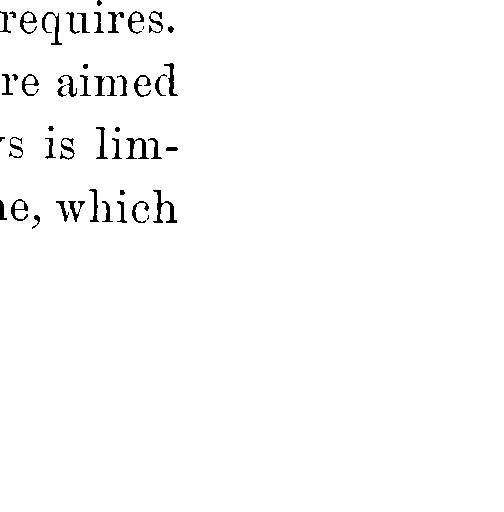 requires.
re aimed
s is lim-
e, which